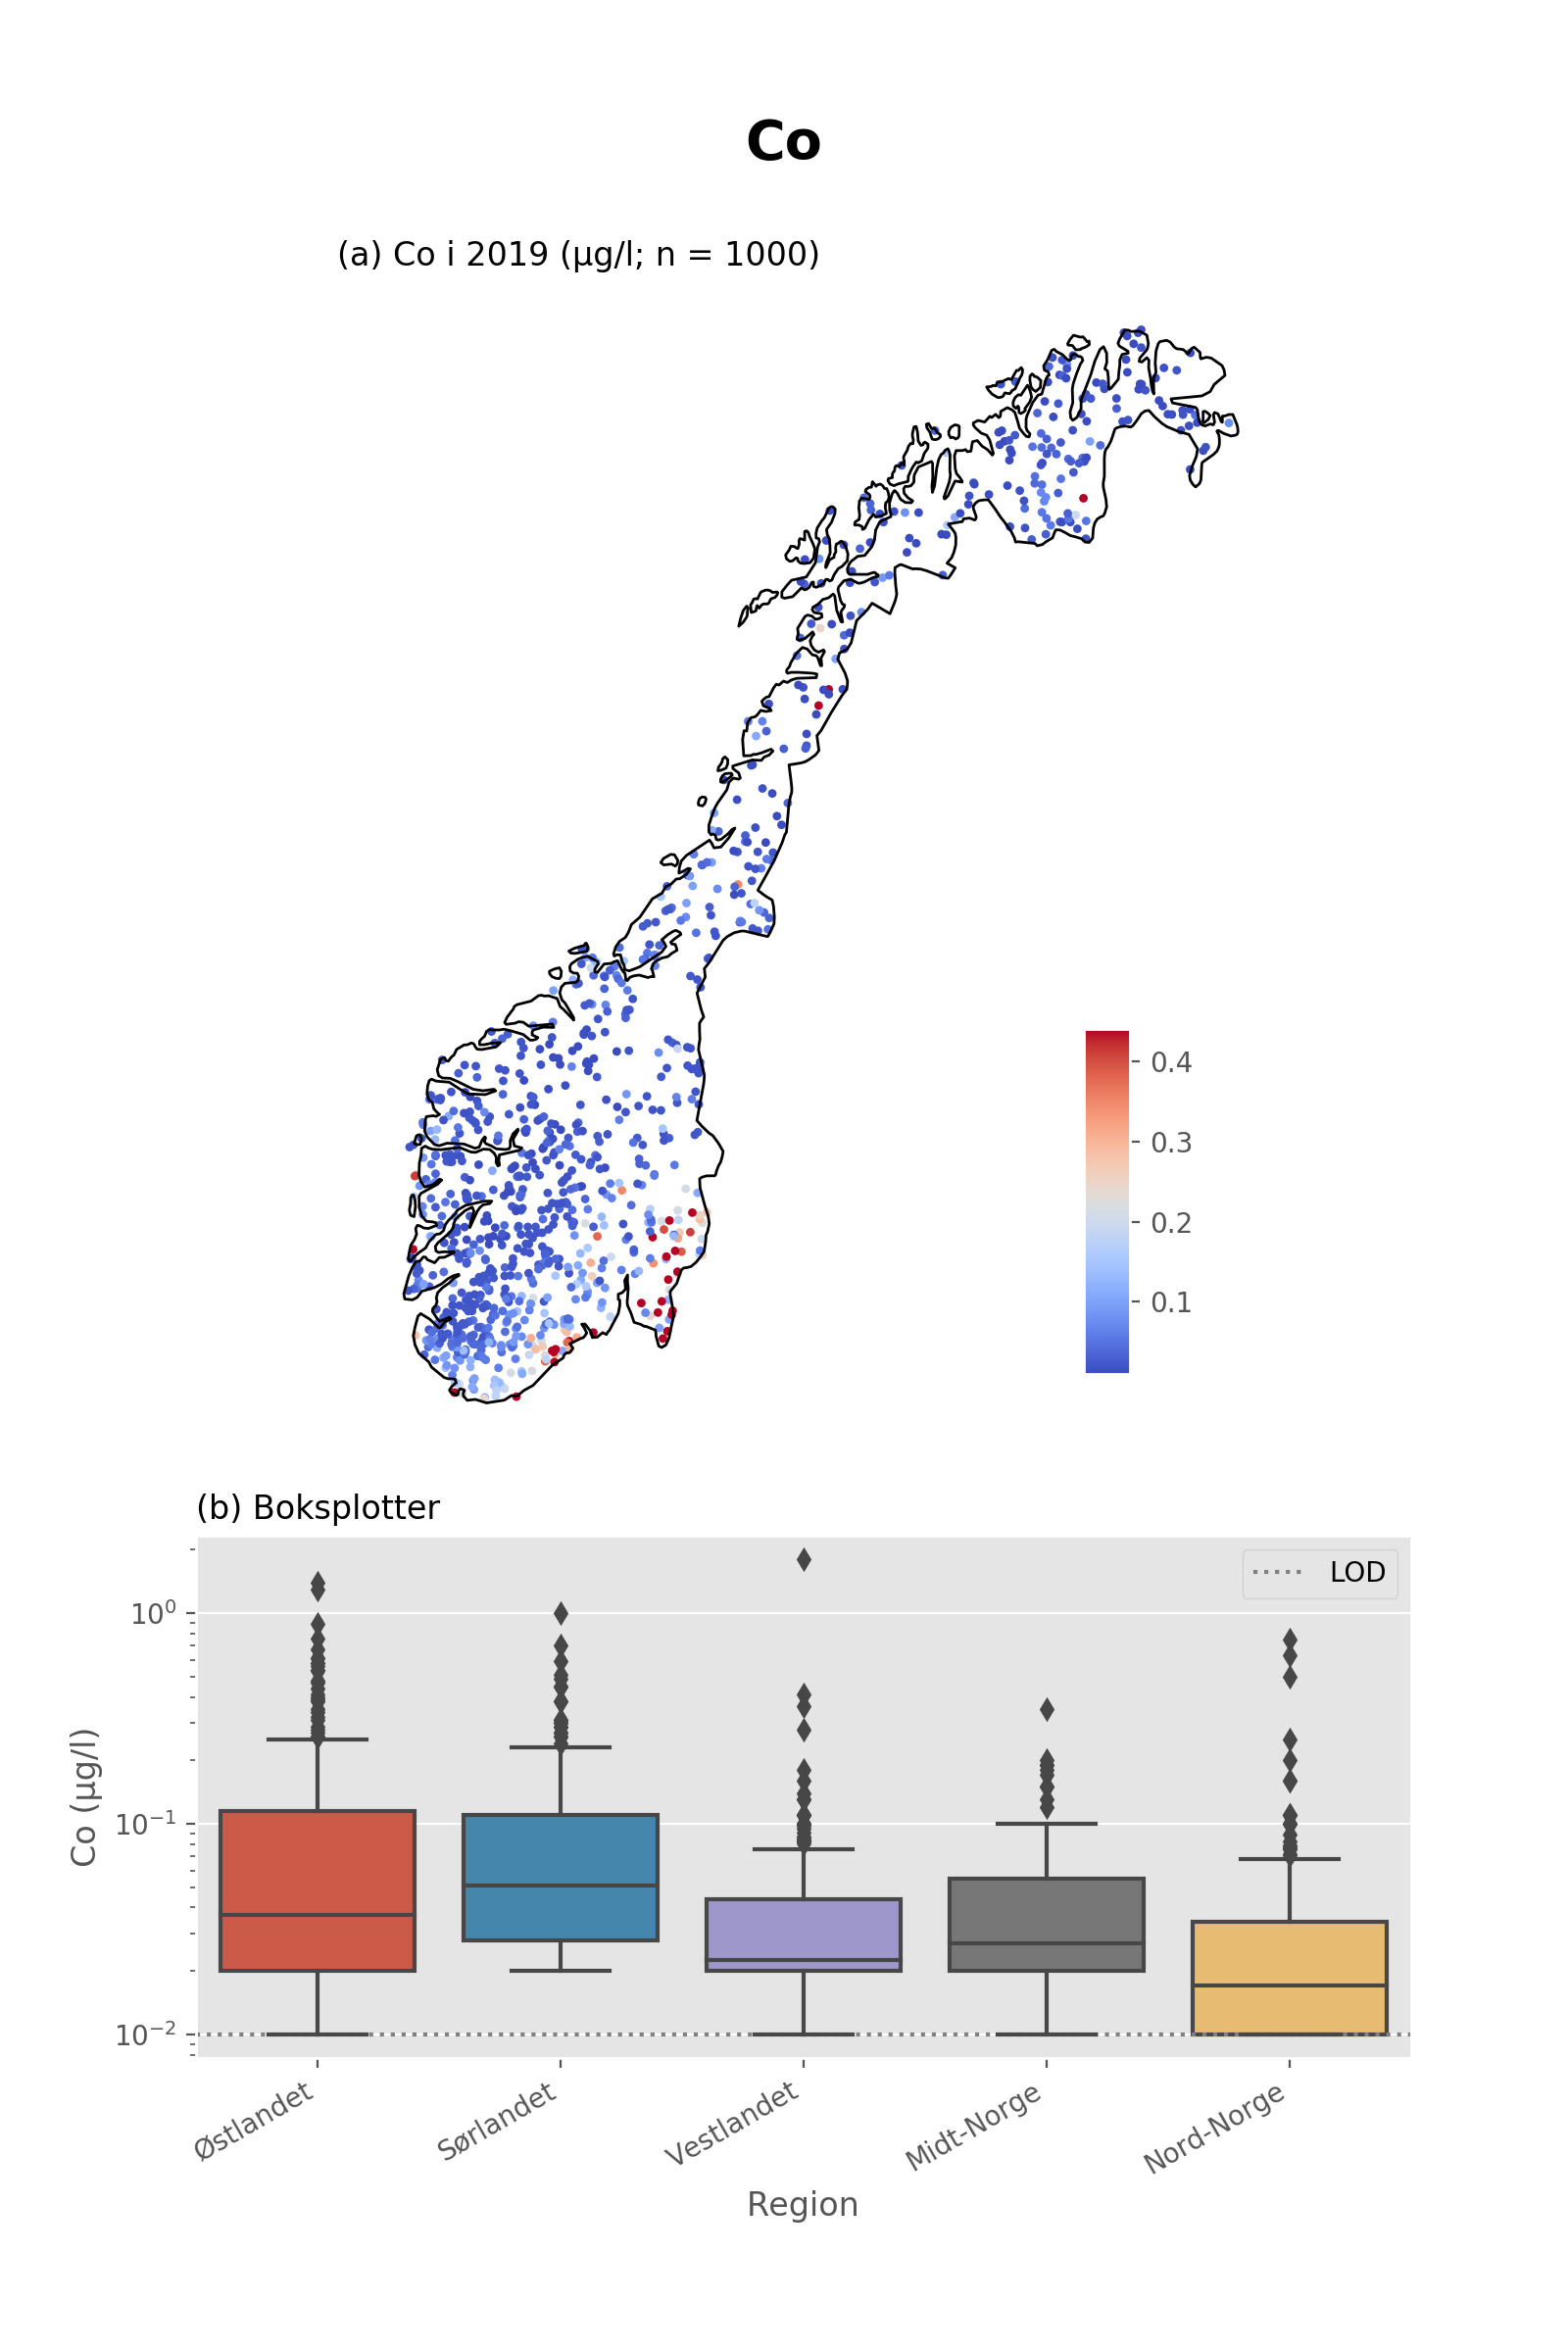 Co
(a) Co i 2019 (µg/l; n = 1000)
0.4
0.3
0.2
0.1
(b) Boksplotter
LOD
10⁰
10⁻¹
10⁻²
Co (µg/l)
Østlandet
Sørlandet
Vestlandet
Midt-Norge
Nord-Norge
Region